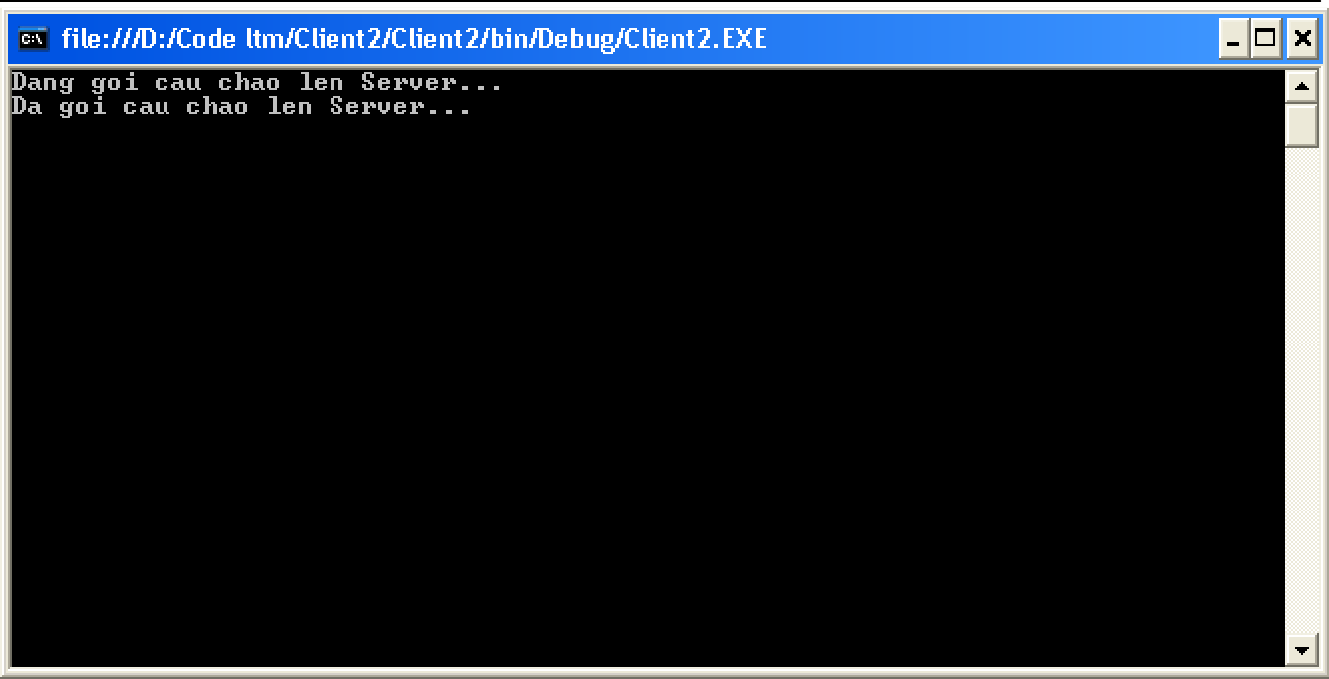 C:\ file:///D:/Code ltm/Client2/Client2/bin/Debug/Client2.EXE
Dang goi cau chao len Server...
Da goi cau chao len Server...